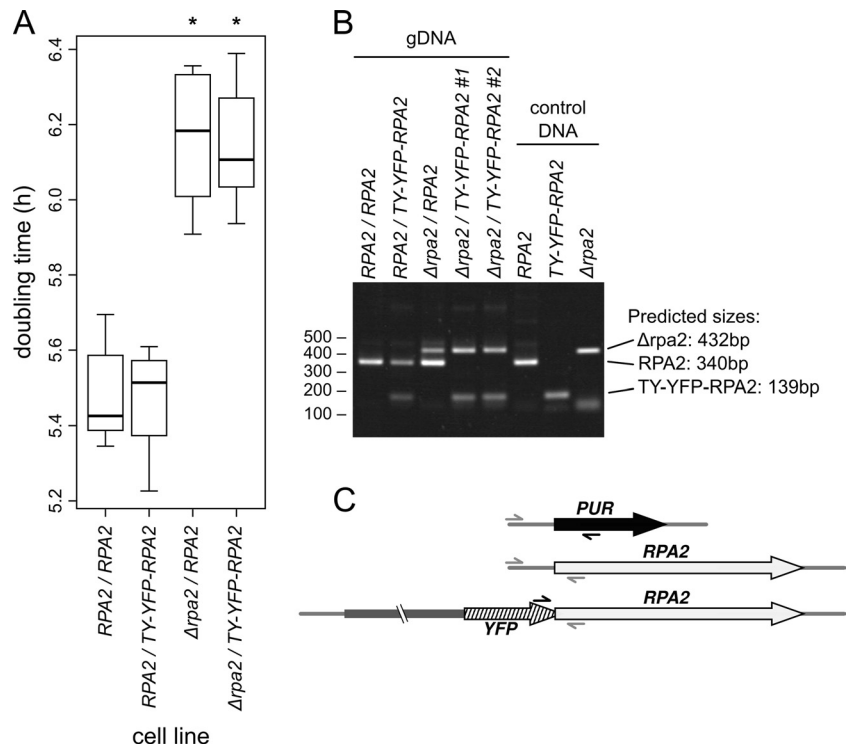 A
doubling time (h)
6.4
6.2
6.0
5.8
5.6
5.4
5.2
* *
RPA2 / RPA2
RPA2 / TY-YFP-RPA2
Δrpa2 / RPA2
Δrpa2 / TY-YFP-RPA2
cell line
B
gDNA
control
DNA
RPA2 / RPA2
RPA2 / TY-YFP-RPA2
Δrpa2 / RPA2
Δrpa2 / TY-YFP-RPA2 #1
Δrpa2 / TY-YFP-RPA2 #2
RPA2
TY-YFP-RPA2
Δrpa2
500 –
400 –
300 –
200 –
100 –
Predicted sizes:
Δrpa2: 432bp
RPA2: 340bp
TY-YFP-RPA2: 139bp
C
PUR
RPA2
RPA2
YFP